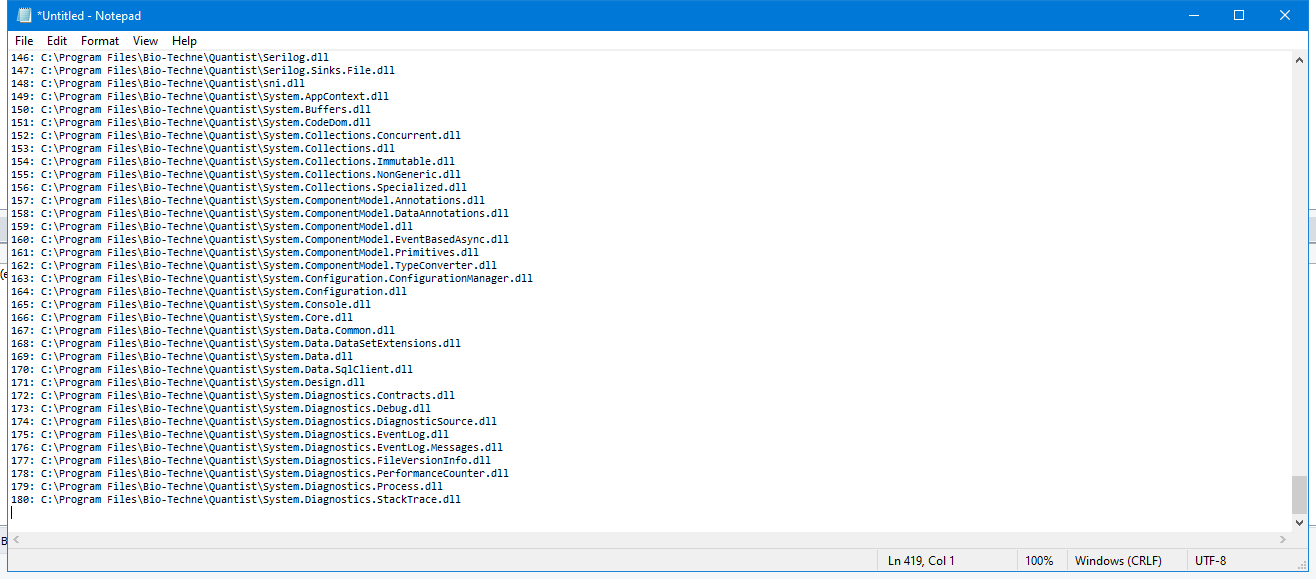 *Untitled - Notepad
File Edit Format View Help
146: C:\Program Files\Bio-Techne\Quantist\Serilog.dll
147: C:\Program Files\Bio-Techne\Quantist\Serilog.Sinks.File.dll
148: C:\Program Files\Bio-Techne\Quantist\sni.dll
149: C:\Program Files\Bio-Techne\Quantist\System.AppContext.dll
150: C:\Program Files\Bio-Techne\Quantist\System.Buffers.dll
151: C:\Program Files\Bio-Techne\Quantist\System.CodeDom.dll
152: C:\Program Files\Bio-Techne\Quantist\System.Collections.Concurrent.dll
153: C:\Program Files\Bio-Techne\Quantist\System.Collections.dll
154: C:\Program Files\Bio-Techne\Quantist\System.Collections.Immutable.dll
155: C:\Program Files\Bio-Techne\Quantist\System.Collections.NonGeneric.dll
156: C:\Program Files\Bio-Techne\Quantist\System.Collections.Specialized.dll
157: C:\Program Files\Bio-Techne\Quantist\System.ComponentModel.Annotations.dll
158: C:\Program Files\Bio-Techne\Quantist\System.ComponentModel.DataAnnotations.dll
159: C:\Program Files\Bio-Techne\Quantist\System.ComponentModel.dll
160: C:\Program Files\Bio-Techne\Quantist\System.ComponentModel.EventBasedAsync.dll
161: C:\Program Files\Bio-Techne\Quantist\System.ComponentModel.Primitives.dll
162: C:\Program Files\Bio-Techne\Quantist\System.ComponentModel.TypeConverter.dll
163: C:\Program Files\Bio-Techne\Quantist\System.Configuration.ConfigurationManager.dll
164: C:\Program Files\Bio-Techne\Quantist\System.Configuration.dll
165: C:\Program Files\Bio-Techne\Quantist\System.Console.dll
166: C:\Program Files\Bio-Techne\Quantist\System.Core.dll
167: C:\Program Files\Bio-Techne\Quantist\System.Data.Common.dll
168: C:\Program Files\Bio-Techne\Quantist\System.Data.DataSetExtensions.dll
169: C:\Program Files\Bio-Techne\Quantist\System.Data.dll
170: C:\Program Files\Bio-Techne\Quantist\System.Data.SqlClient.dll
171: C:\Program Files\Bio-Techne\Quantist\System.Design.dll
172: C:\Program Files\Bio-Techne\Quantist\System.Diagnostics.Contracts.dll
173: C:\Program Files\Bio-Techne\Quantist\System.Diagnostics.Debug.dll
174: C:\Program Files\Bio-Techne\Quantist\System.Diagnostics.DiagnosticSource.dll
175: C:\Program Files\Bio-Techne\Quantist\System.Diagnostics.EventLog.dll
176: C:\Program Files\Bio-Techne\Quantist\System.Diagnostics.EventLog.Messages.dll
177: C:\Program Files\Bio-Techne\Quantist\System.Diagnostics.FileVersionInfo.dll
178: C:\Program Files\Bio-Techne\Quantist\System.Diagnostics.PerformanceCounter.dll
179: C:\Program Files\Bio-Techne\Quantist\System.Diagnostics.Process.dll
180: C:\Program Files\Bio-Techne\Quantist\System.Diagnostics.StackTrace.dll
Ln 419, Col 1 100% Windows (CRLF) UTF-8